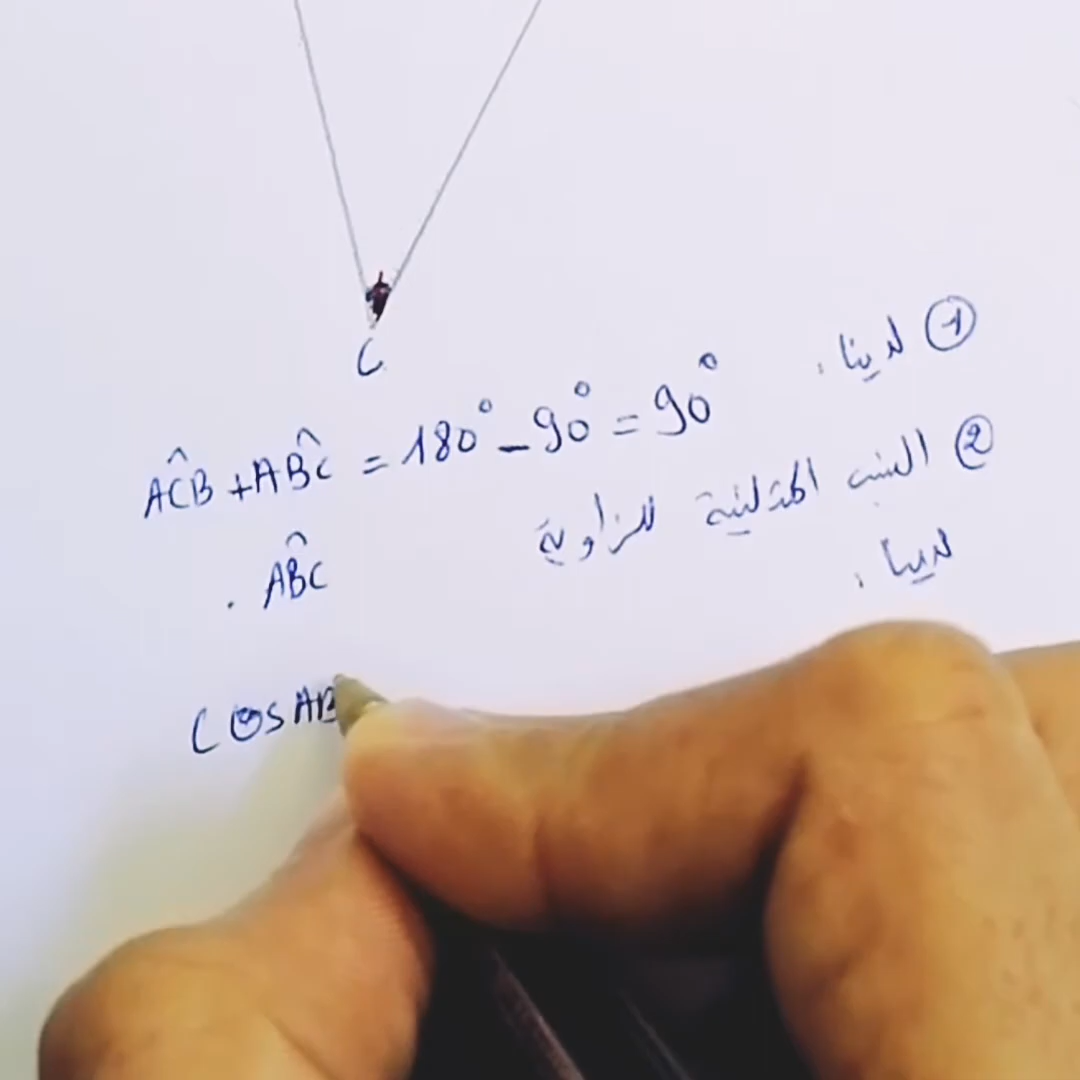 C
① لدينا :
ACB + ABC = 180° - 90° = 90°
② النسب المثلثية للزاوية
ABC .
لدينا :
COS AB